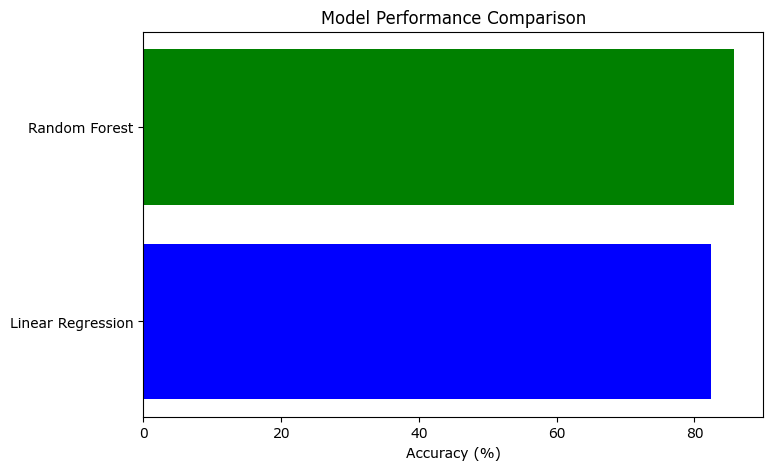 Model Performance Comparison
Random Forest
Linear Regression
0 20 40 60 80
Accuracy (%)